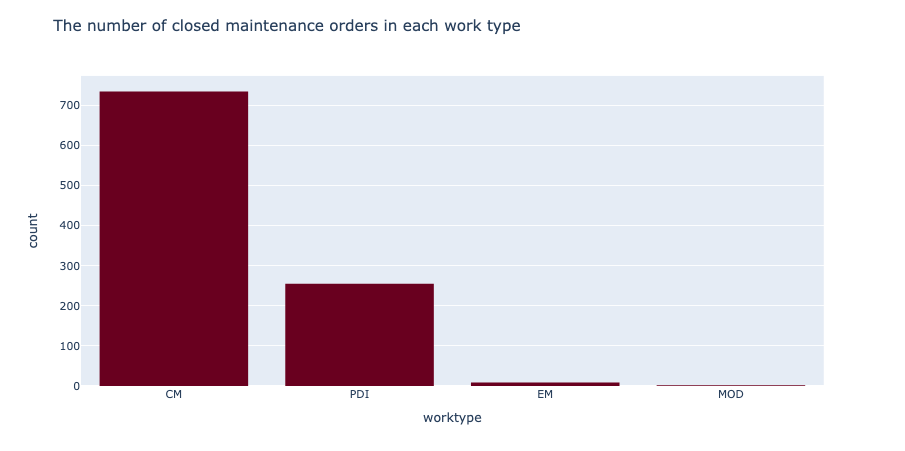 The number of closed maintenance orders in each work type
count
700
600
500
400
300
200
100
0
CM PDI EM MOD
worktype